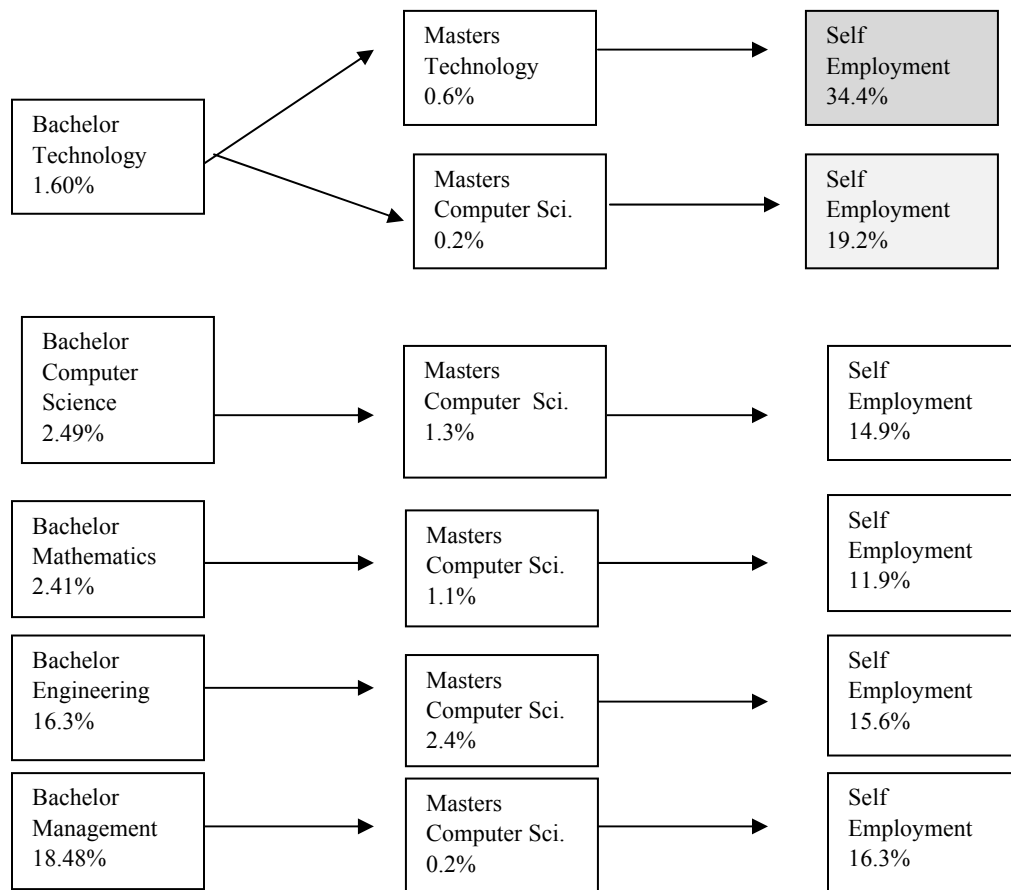 Masters
Technology
0.6%
Self
Employment
34.4%
Bachelor
Technology
1.60%
Masters
Computer Sci.
0.2%
Self
Employment
19.2%
Bachelor
Computer
Science
2.49%
Masters
Computer Sci.
1.3%
Self
Employment
14.9%
Bachelor
Mathematics
2.41%
Masters
Computer Sci.
1.1%
Self
Employment
11.9%
Bachelor
Engineering
16.3%
Masters
Computer Sci.
2.4%
Self
Employment
15.6%
Bachelor
Management
18.48%
Masters
Computer Sci.
0.2%
Self
Employment
16.3%